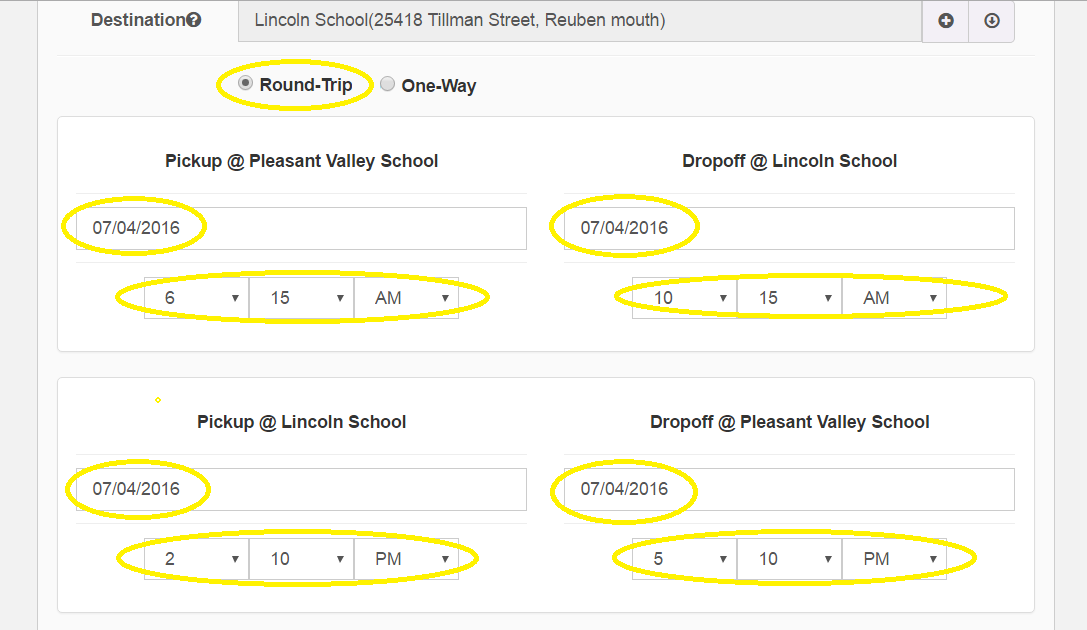 Destination Lincoln School(25418 Tillman Street, Reuben mouth)
Round-Trip One-Way
Pickup @ Pleasant Valley School
07/04/2016
6 15 AM
Dropoff @ Lincoln School
07/04/2016
10 15 AM
Pickup @ Lincoln School
07/04/2016
2 10 PM
Dropoff @ Pleasant Valley School
07/04/2016
5 10 PM